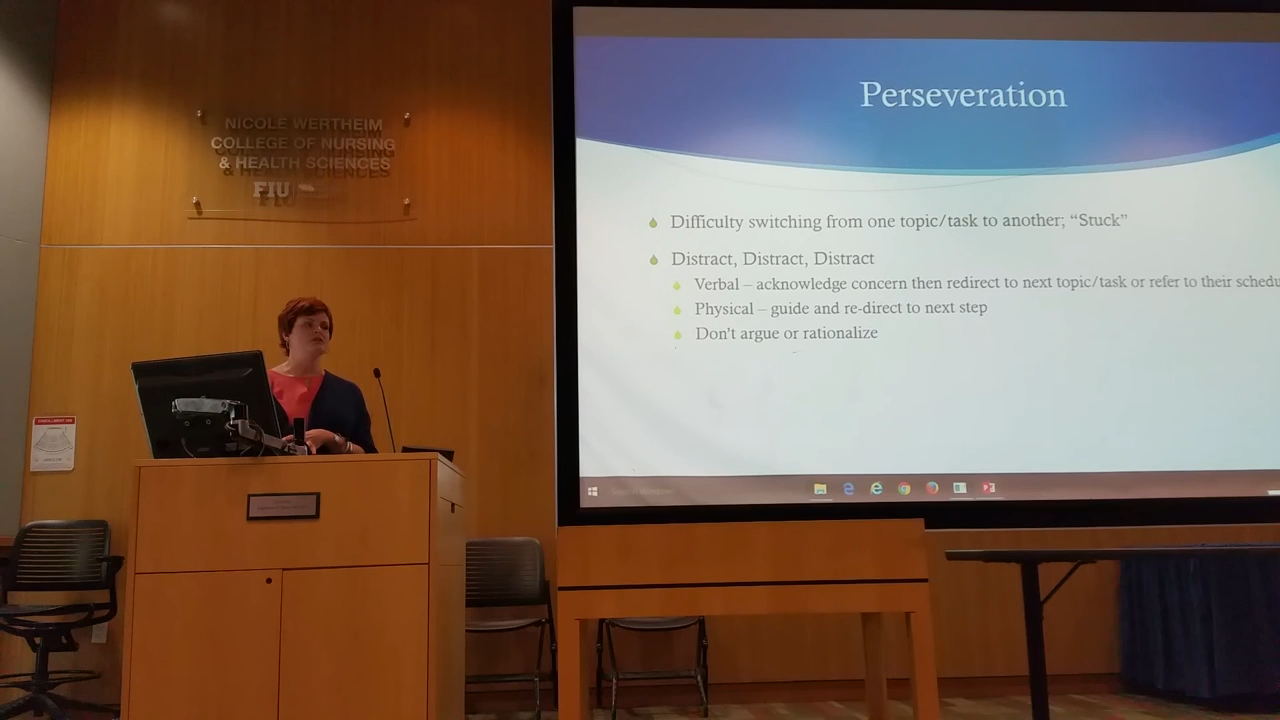 NICOLE WERTHEIM
COLLEGE OF NURSING
& HEALTH SCIENCES
FIU
Perseveration
Difficulty switching from one topic/task to another; “Stuck”
Distract, Distract, Distract
Verbal – acknowledge concern then redirect to next topic/task or refer to their schedu
Physical – guide and re-direct to next step
Don't argue or rationalize